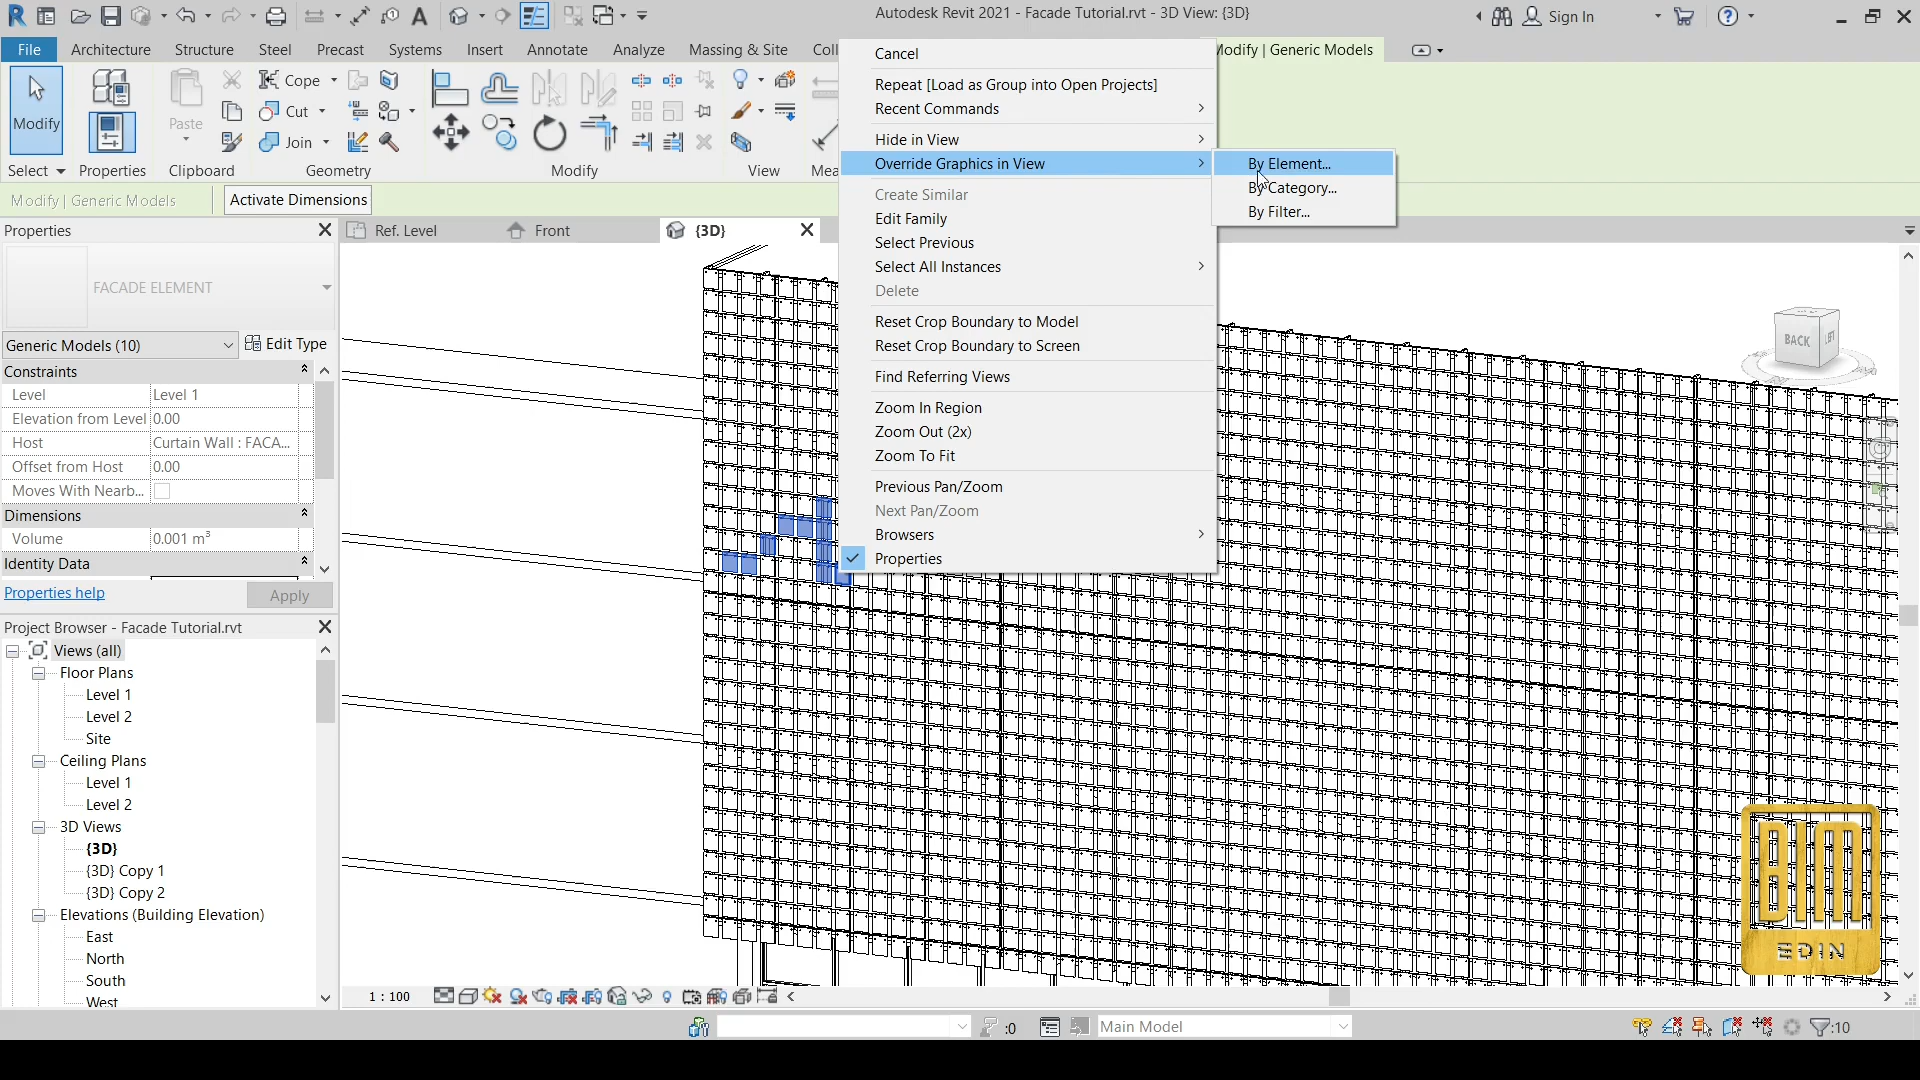 Autodesk Revit 2021 - Facade Tutorial.rvt - 3D View: {3D}
Sign In
File
Architecture
Structure
Steel
Precast
Systems
Insert
Annotate
Analyze
Massing & Site
Modify | Generic Models
Modify
Select
Properties
Paste
Clipboard
Cope
Cut
Join
Geometry
Modify
View
Modify | Generic Models
Activate Dimensions
Properties
FACADE ELEMENT
Generic Models (10)
Edit Type
Constraints
Level
Level 1
Elevation from Level
0.00
Host
Curtain Wall : FACA...
Offset from Host
0.00
Moves With Nearb...
Dimensions
Volume
0.001 m³
Identity Data
Properties help
Apply
Project Browser - Facade Tutorial.rvt
Views (all)
Floor Plans
Level 1
Level 2
Site
Ceiling Plans
Level 1
Level 2
3D Views
{3D}
{3D} Copy 1
{3D} Copy 2
Elevations (Building Elevation)
East
North
South
West
Ref. Level
Front
{3D}
Cancel
Repeat [Load as Group into Open Projects]
Recent Commands
Hide in View
Override Graphics in View
Create Similar
Edit Family
Select Previous
Select All Instances
Delete
Reset Crop Boundary to Model
Reset Crop Boundary to Screen
Find Referring Views
Zoom In Region
Zoom Out (2x)
Zoom To Fit
Previous Pan/Zoom
Next Pan/Zoom
Browsers
Properties
By Element...
By Category...
By Filter...
BACK
LEFT
BIM
EDIN
1 : 100
:0
Main Model
:10